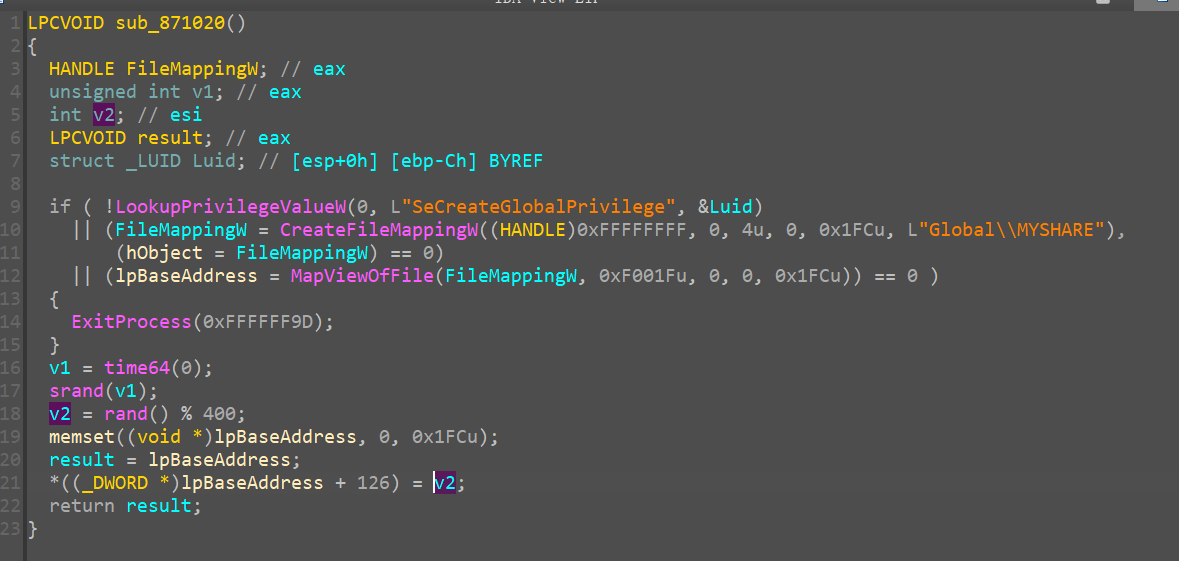 1 LPCVOID sub_871020()
2 {
3 HANDLE FileMappingW; // eax
4 unsigned int v1; // eax
5 int v2; // esi
6 LPCVOID result; // eax
7 struct _LUID Luid; // [esp+0h] [ebp-Ch] BYREF
8
9 if ( !LookupPrivilegeValueW(0, L"SeCreateGlobalPrivilege", &Luid)
10 || (FileMappingW = CreateFileMappingW((HANDLE)0xFFFFFFFF, 0, 4u, 0, 0x1FCu, L"Global\\MYSHARE"),
11 (hObject = FileMappingW) == 0)
12 || (lpBaseAddress = MapViewOfFile(FileMappingW, 0xF001Fu, 0, 0, 0x1FCu)) == 0 )
13 {
14 ExitProcess(0xFFFFFF9D);
15 }
16 v1 = time64(0);
17 srand(v1);
18 v2 = rand() % 400;
19 memset((void *)lpBaseAddress, 0, 0x1FCu);
20 result = lpBaseAddress;
21 *((_DWORD *)lpBaseAddress + 126) = v2;
22 return result;
23 }